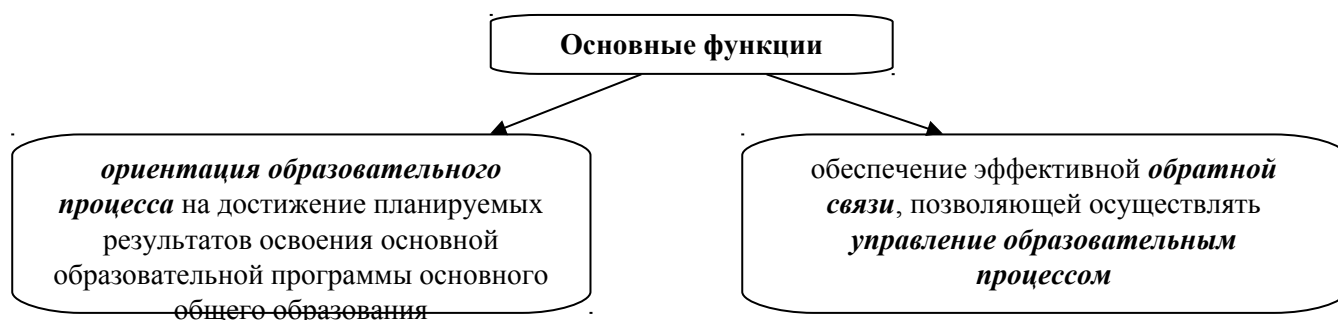 Основные функции
ориентация образовательного
процесса на достижение планируемых
результатов освоения основной
образовательной программы основного
общего образования
обеспечение эффективной обратной
связи, позволяющей осуществлять
управление образовательным
процессом